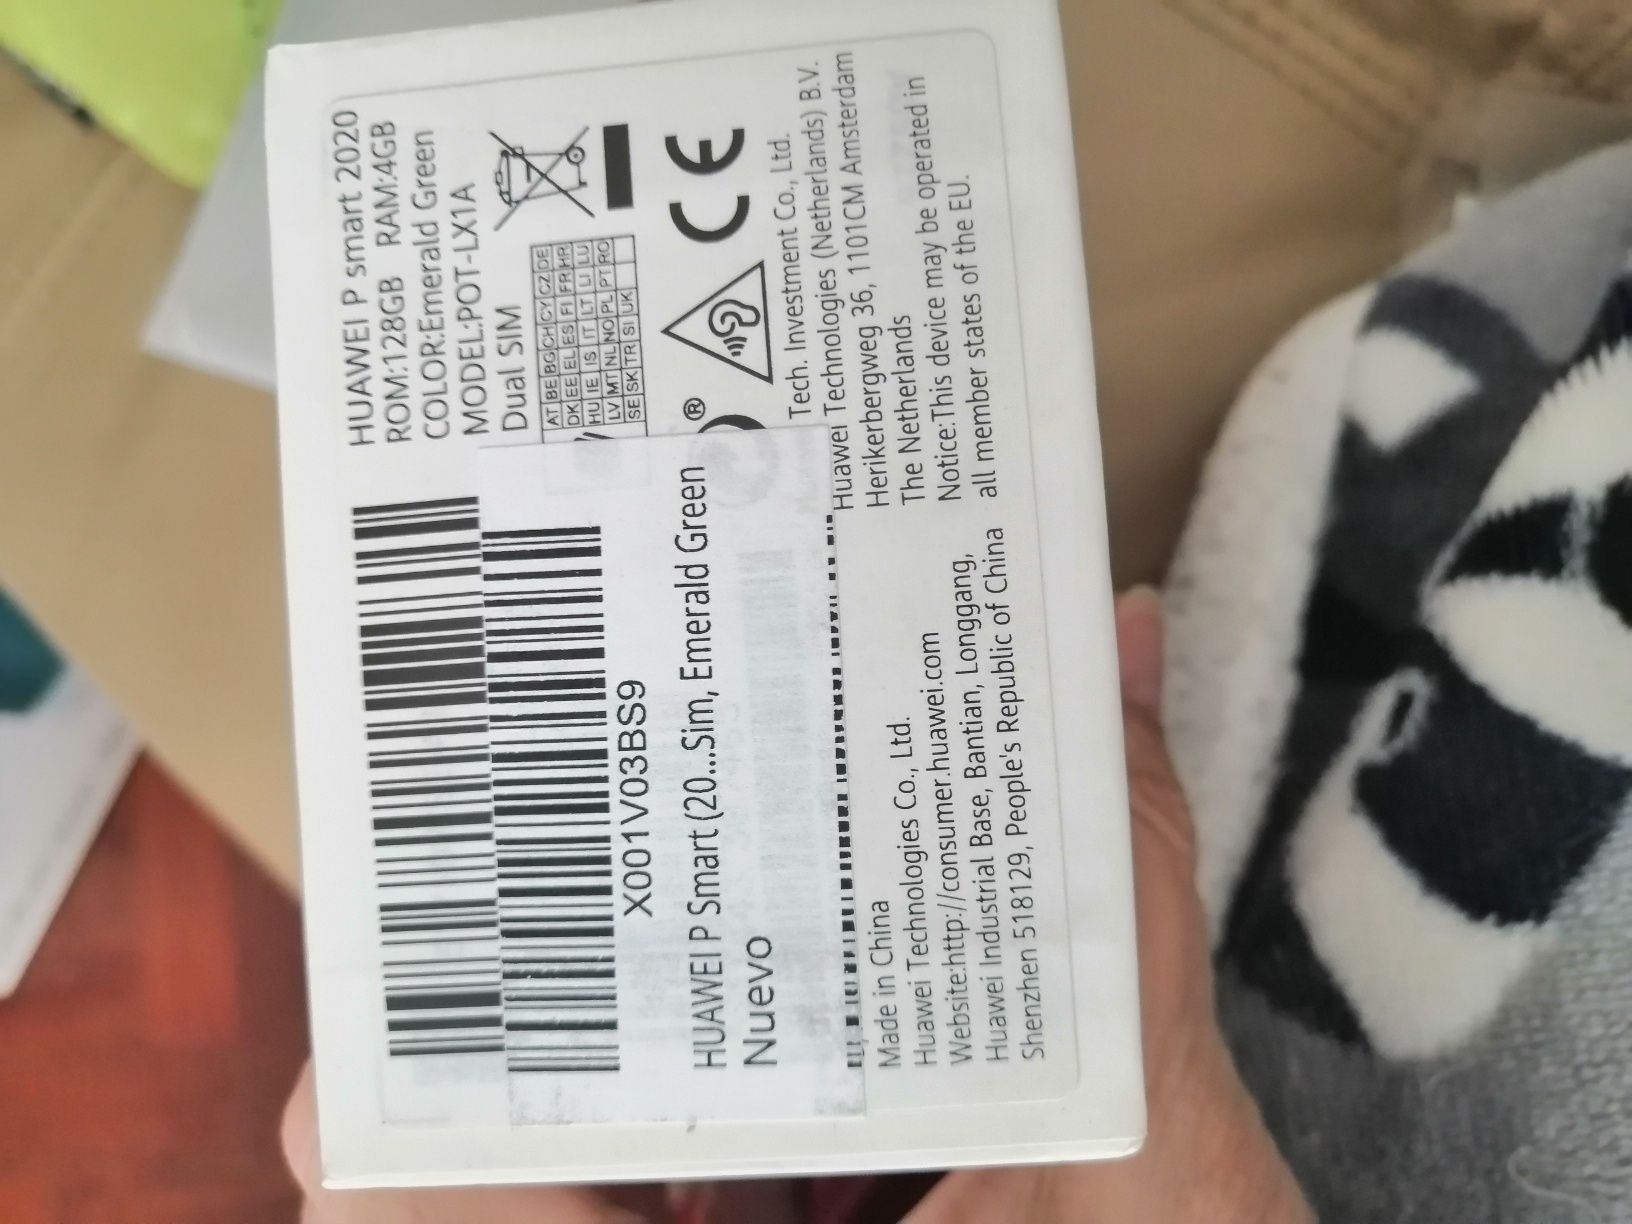 HUAWEI P smart 2020
ROM:128GB RAM:4GB
COLOR:Emerald Green
MODEL:POT-LX1A
Dual SIM
AT BE BG CH CY CZ DE
DK EE EL ES FI FR HR
HU IE IS IT LT LI LU
LV MT NL NO PL PT RO
SE SK TR SI UK
CE
®
X001V03BS9
HUAWEI P Smart (20...Sim, Emerald Green
Nuevo
Tech. Investment Co., Ltd.
Huawei Technologies (Netherlands) B.V.
Herikerbergweg 36, 1101CM Amsterdam
The Netherlands
Notice:This device may be operated in
all member states of the EU.
Made in China
Huawei Technologies Co., Ltd.
Website:http://consumer.huawei.com
Huawei Industrial Base, Bantian, Longgang,
Shenzhen 518129, People's Republic of China